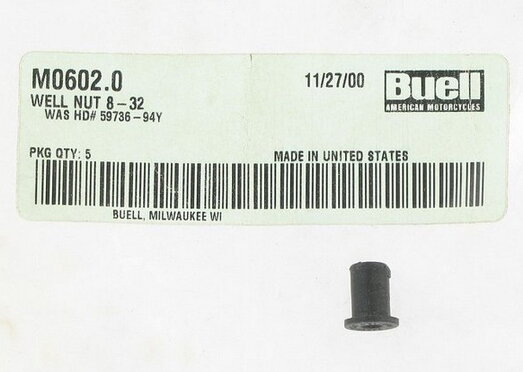 M0602.0
11/27/00
Buell
AMERICAN MOTORCYCLES
WELL NUT 8-32
WAS HD# 59736-94Y
PKG QTY: 5
MADE IN UNITED STATES
BUELL, MILWAUKEE WI